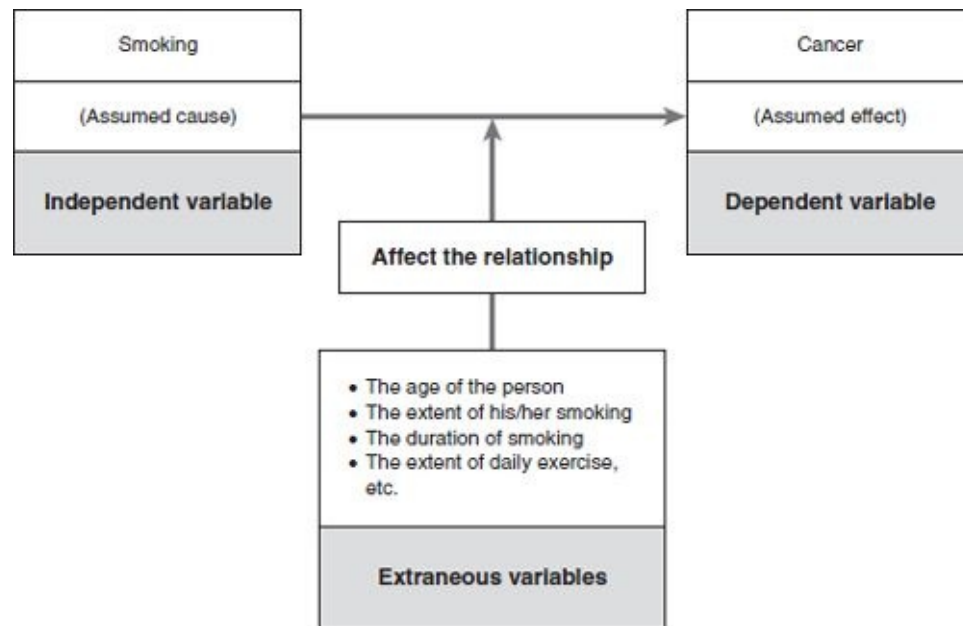 Smoking
(Assumed cause)
Independent variable
Cancer
(Assumed effect)
Dependent variable
Affect the relationship
• The age of the person
• The extent of his/her smoking
• The duration of smoking
• The extent of daily exercise,
etc.
Extraneous variables